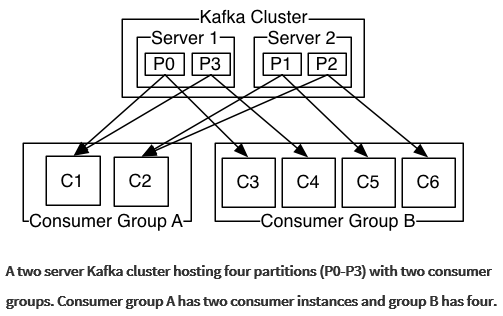 Kafka Cluster
Server 1
Server 2
P0
P3
P1
P2
C1
C2
C3
C4
C5
C6
Consumer Group A
Consumer Group B
A two server Kafka cluster hosting four partitions (P0-P3) with two consumer
groups. Consumer group A has two consumer instances and group B has four.